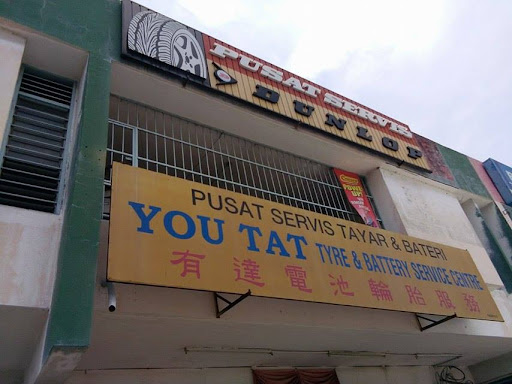 PUSAT SERVIS
DUNLOP
PUSAT SERVIS TAYAR & BATERI
YOU TAT TYRE & BATTERY SERVICE CENTRE
有達電池輪胎服務